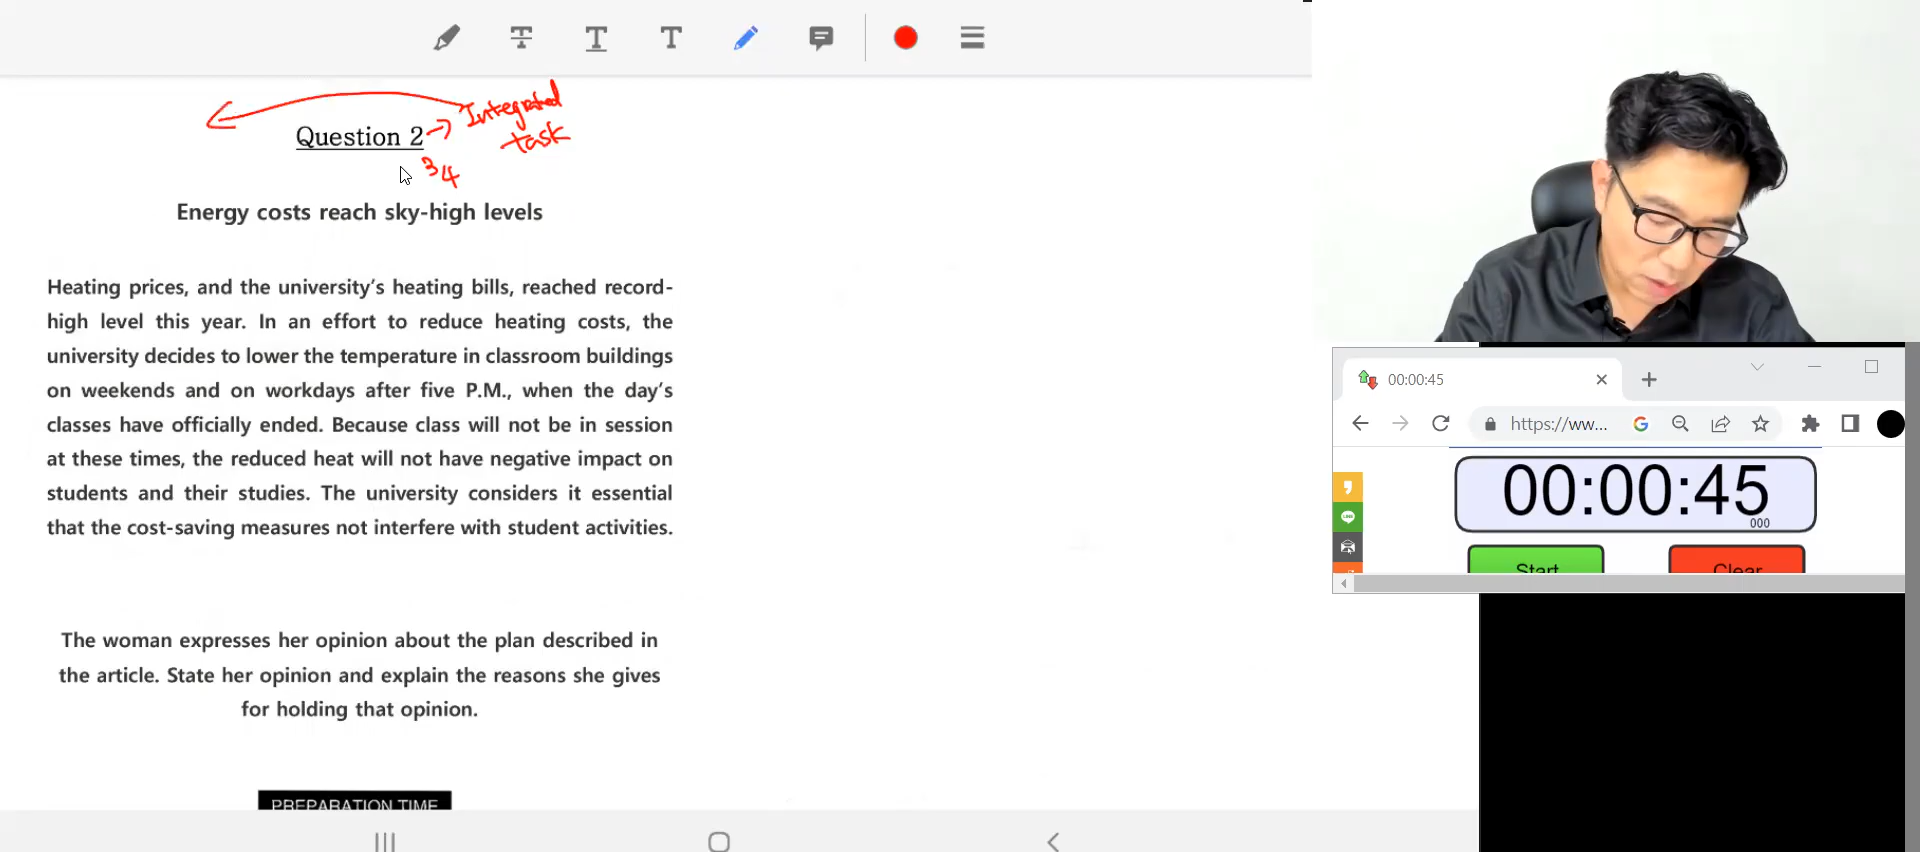 Integrated
task
Question 2
3 4
Energy costs reach sky-high levels
Heating prices, and the university's heating bills, reached record-
high level this year. In an effort to reduce heating costs, the
university decides to lower the temperature in classroom buildings
on weekends and on workdays after five P.M., when the day's
classes have officially ended. Because class will not be in session
at these times, the reduced heat will not have negative impact on
students and their studies. The university considers it essential
that the cost-saving measures not interfere with student activities.
The woman expresses her opinion about the plan described in
the article. State her opinion and explain the reasons she gives
for holding that opinion.
PREPARATION TIME
00:00:45
https://ww...
00:00:45
000
Start
Clear